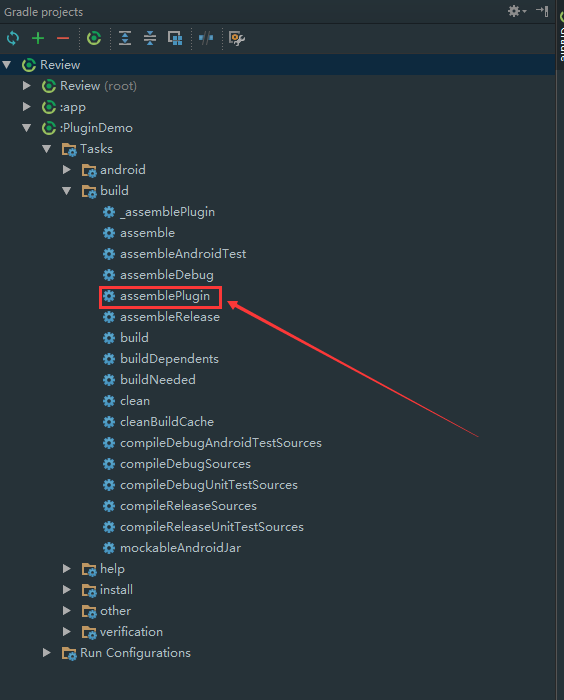 Gradle projects
Review
Review (root)
:app
:PluginDemo
Tasks
android
build
_assemblePlugin
assemble
assembleAndroidTest
assembleDebug
assemblePlugin
assembleRelease
build
buildDependents
buildNeeded
clean
cleanBuildCache
compileDebugAndroidTestSources
compileDebugSources
compileDebugUnitTestSources
compileReleaseSources
compileReleaseUnitTestSources
mockableAndroidJar
help
install
other
verification
Run Configurations